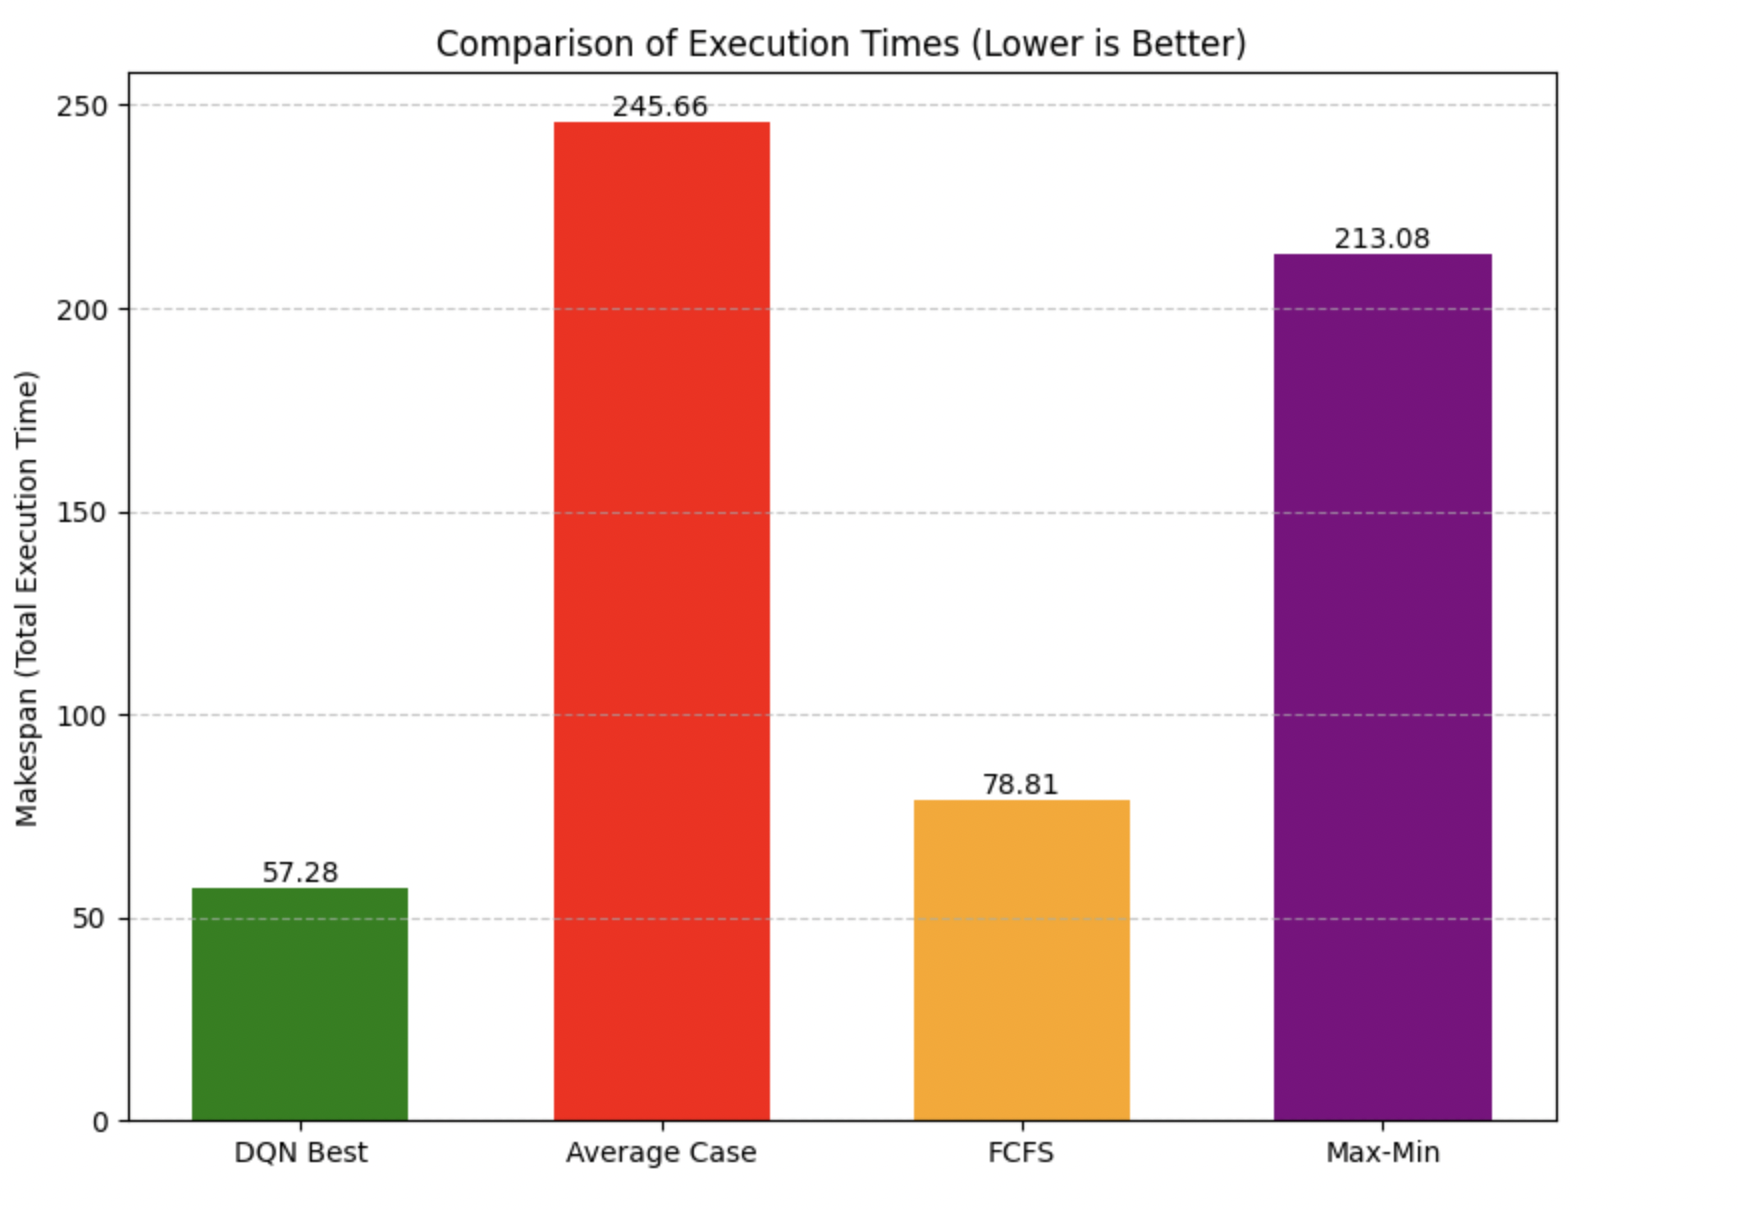 Comparison of Execution Times (Lower is Better)
Makespan (Total Execution Time)
250
200
150
100
50
0
57.28
245.66
78.81
213.08
DQN Best
Average Case
FCFS
Max-Min